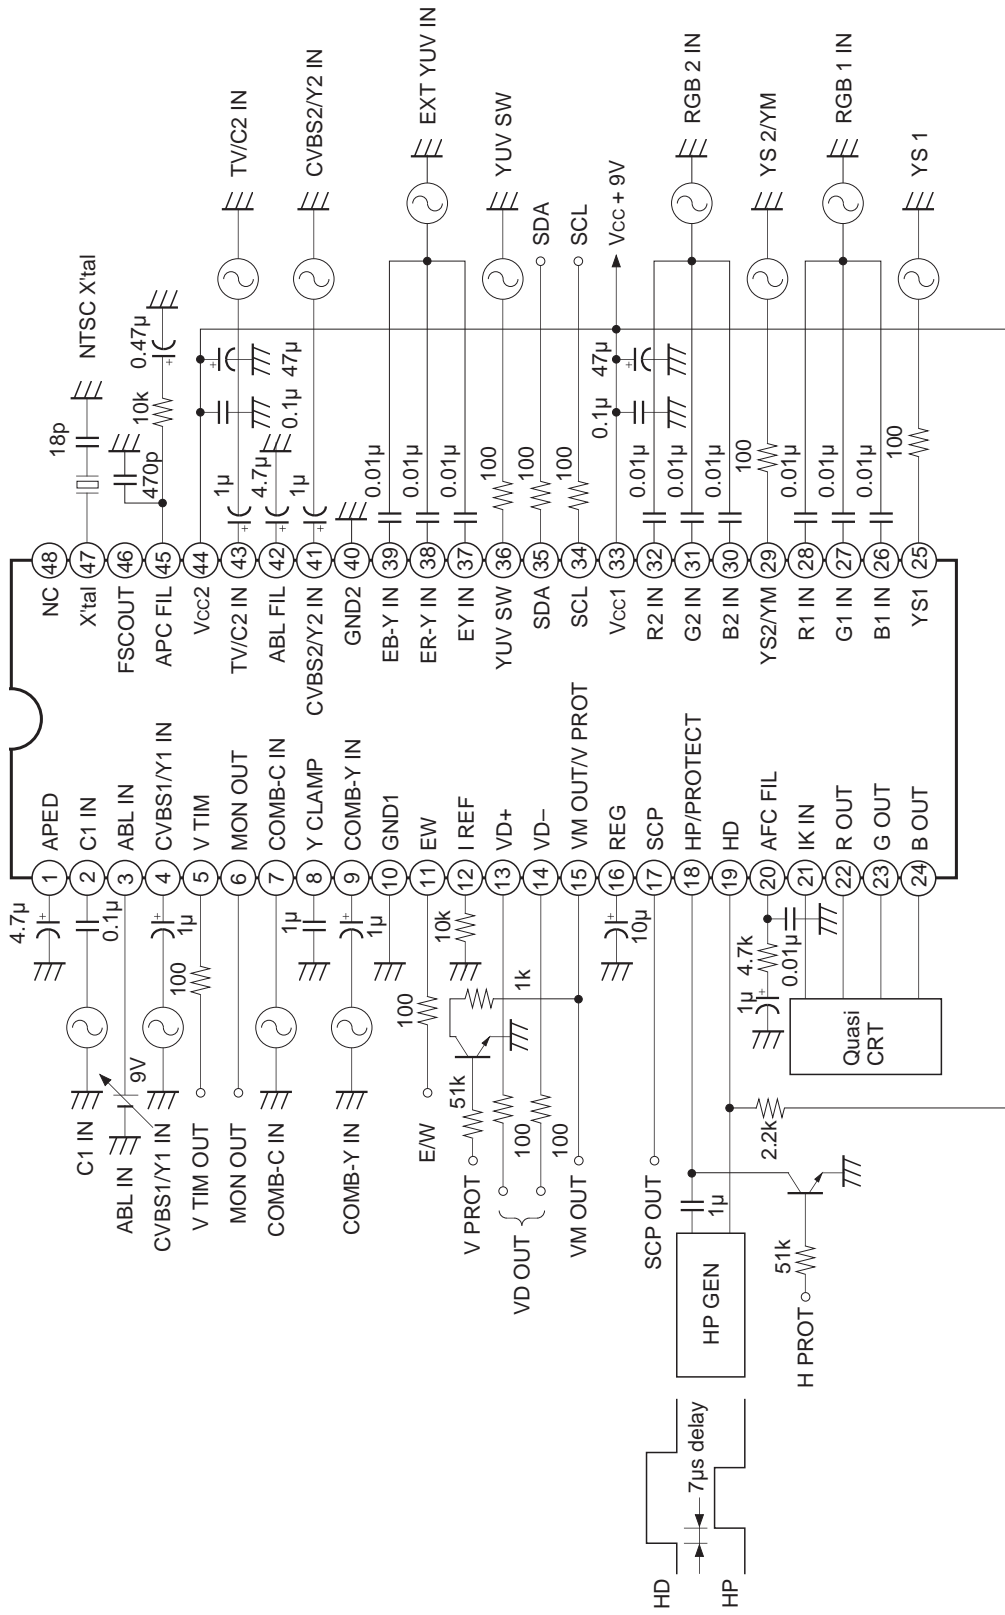 NC
X'tal
FSCOUT
APC FIL
VCC2
TV/C2 IN
ABL FIL
CVBS2/Y2 IN
GND2
EB-Y IN
ER-Y IN
EY IN
YUV SW
SDA
SCL
VCC1
R2 IN
G2 IN
B2 IN
YS2/YM
R1 IN
G1 IN
B1 IN
YS1
48
47
46
45
44
43
42
41
40
39
38
37
36
35
34
33
32
31
30
29
28
27
26
25
18p
NTSC X'tal
470p
10k
0.47µ
+
1µ
+
4.7µ
+
1µ
+
0.1µ
47µ
+
TV/C2 IN
CVBS2/Y2 IN
0.01µ
0.01µ
0.01µ
EXT YUV IN
100
YUV SW
100
SDA
100
SCL
0.1µ
47µ
+
VCC + 9V
0.01µ
0.01µ
0.01µ
RGB 2 IN
100
YS 2/YM
0.01µ
0.01µ
0.01µ
RGB 1 IN
100
YS 1
APED
C1 IN
ABL IN
CVBS1/Y1 IN
V TIM
MON OUT
COMB-C IN
Y CLAMP
COMB-Y IN
GND1
EW
I REF
VD+
VD–
VM OUT/V PROT
REG
SCP
HP/PROTECT
HD
AFC FIL
IK IN
R OUT
G OUT
B OUT
1
2
3
4
5
6
7
8
9
10
11
12
13
14
15
16
17
18
19
20
21
22
23
24
4.7µ
+
0.1µ
C1 IN
9V
ABL IN
1µ
+
CVBS1/Y1 IN
100
V TIM OUT
MON OUT
COMB-C IN
1µ
1µ
+
COMB-Y IN
100
E/W
10k
1k
51k
V PROT
100
100
VD OUT
VM OUT
10µ
+
SCP OUT
1µ
HP GEN
2.2k
51k
H PROT
4.7k
0.01µ
1µ
+
Quasi
CRT
HD
HP
7µs delay